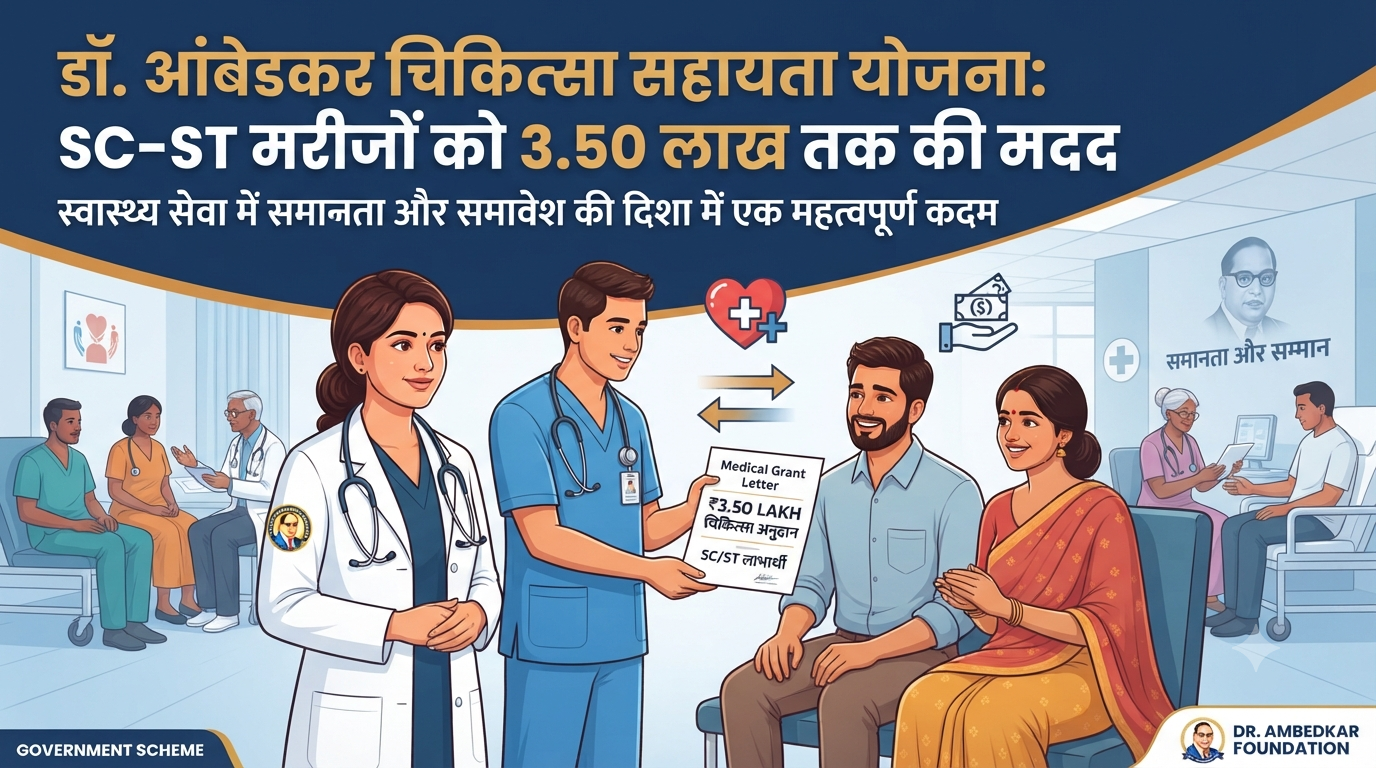 डॉ. आंबेडकर चिकित्सा सहायता योजना:
SC-ST मरीजों को 3.50 लाख तक की मदद
स्वास्थ्य सेवा में समानता और समावेश की दिशा में एक महत्वपूर्ण कदम
समानता और सम्मान
Medical Grant
Letter
₹3.50 LAKH
चिकित्सा अनुदान
SC/ST लाभार्थी
GOVERNMENT SCHEME
DR. AMBEDKAR
FOUNDATION